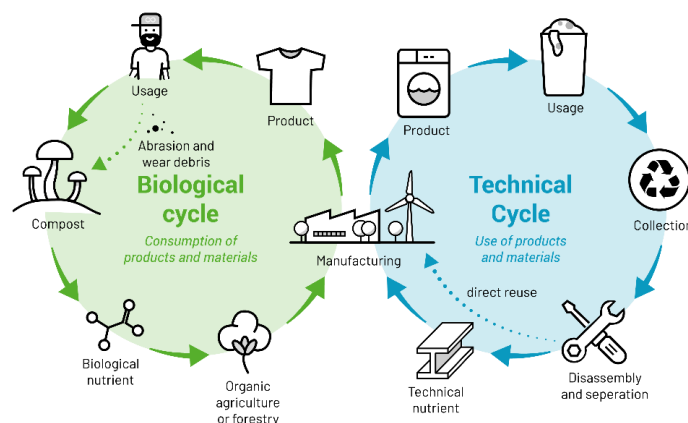 Usage
Product
Abrasion and
wear debris
Compost
Biological
cycle
Consumption of
products and materials
Biological
nutrient
Organic
agriculture
or forestry
Manufacturing
Product
Usage
Technical
Cycle
Use of products
and materials
Collection
direct reuse
Disassembly
and seperation
Technical
nutrient